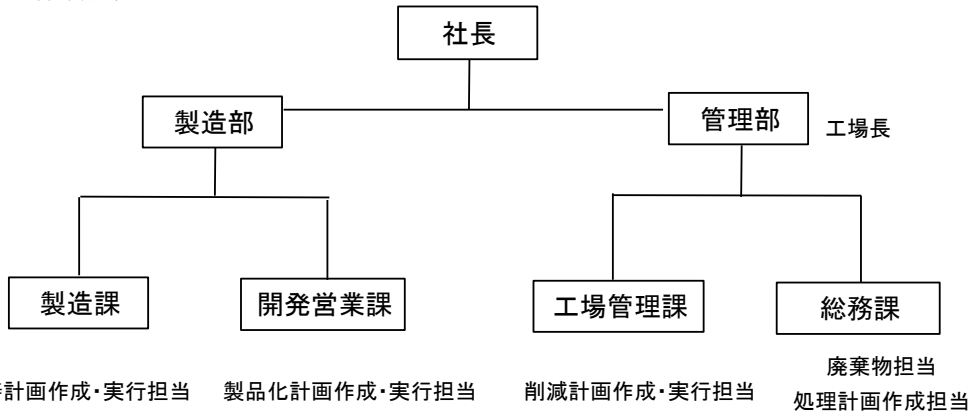 社長
製造部
管理部
工場長
製造課
開発営業課
工場管理課
総務課
計画作成・実行担当
製品化計画作成・実行担当
削減計画作成・実行担当
廃棄物担当
処理計画作成担当